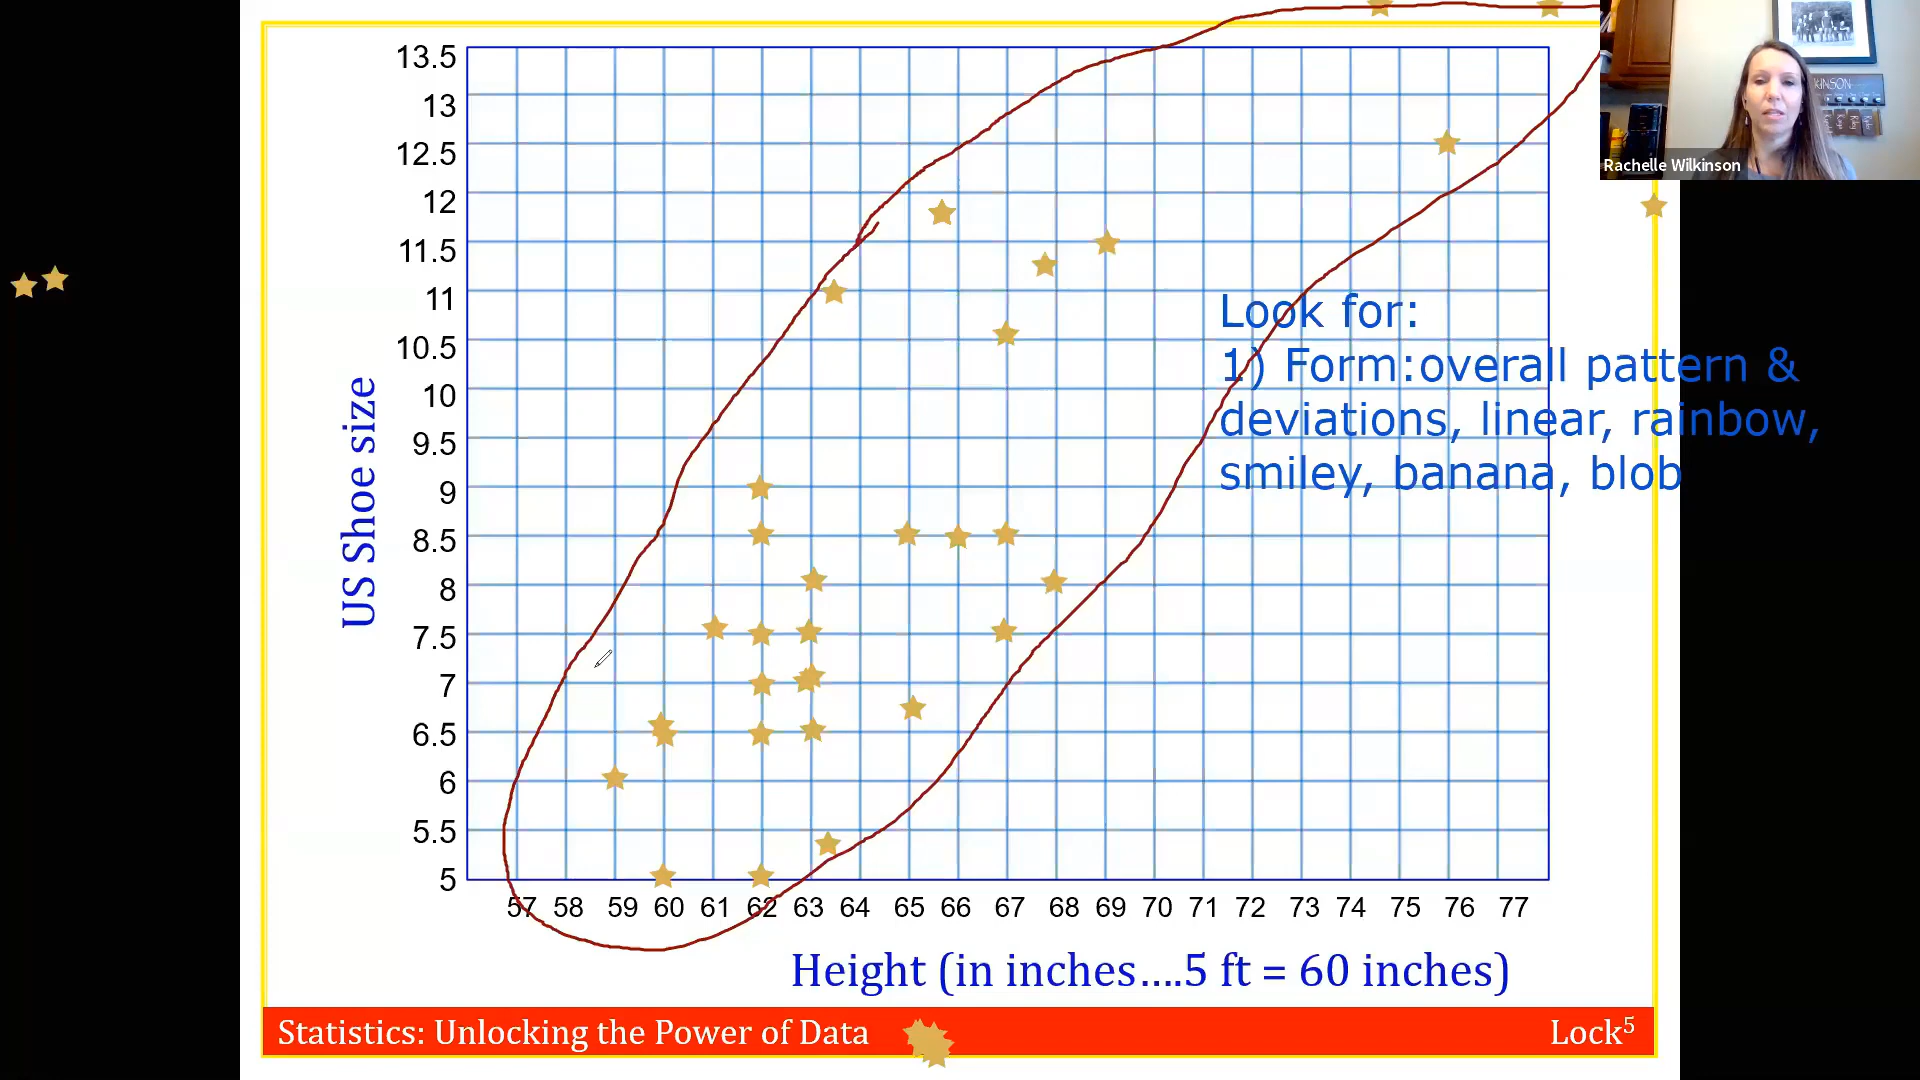 13.5
13
12.5
12
11.5
11
10.5
10
9.5
9
8.5
8
7.5
7
6.5
6
5.5
5
US Shoe size
57 58 59 60 61 62 63 64 65 66 67 68 69 70 71 72 73 74 75 76 77
Height (in inches....5 ft = 60 inches)
Look for:
1) Form:overall pattern &
deviations, linear, rainbow,
smiley, banana, blob
Statistics: Unlocking the Power of Data
Lock5
Rachelle Wilkinson